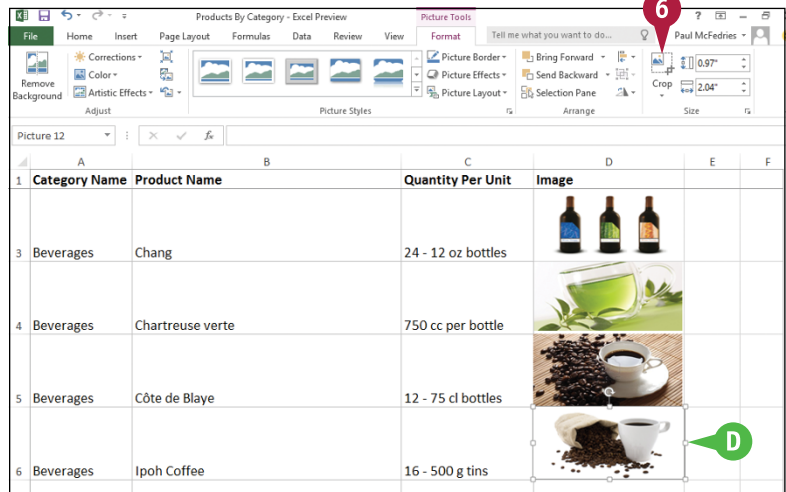 Products By Category - Excel Preview
Picture Tools
6
?
File
Home
Insert
Page Layout
Formulas
Data
Review
View
Format
Tell me what you want to do...
Paul McFedries
Remove Background
Corrections
Color
Artistic Effects
Adjust
Picture Styles
Picture Border
Picture Effects
Picture Layout
Bring Forward
Send Backward
Selection Pane
Arrange
Crop
0.97"
2.04"
Size
Picture 12
fx
A B C D E F
1 Category Name Product Name Quantity Per Unit Image
3 Beverages Chang 24 - 12 oz bottles
4 Beverages Chartreuse verte 750 cc per bottle
5 Beverages Côte de Blaye 12 - 75 cl bottles
6 Beverages Ipoh Coffee 16 - 500 g tins
D